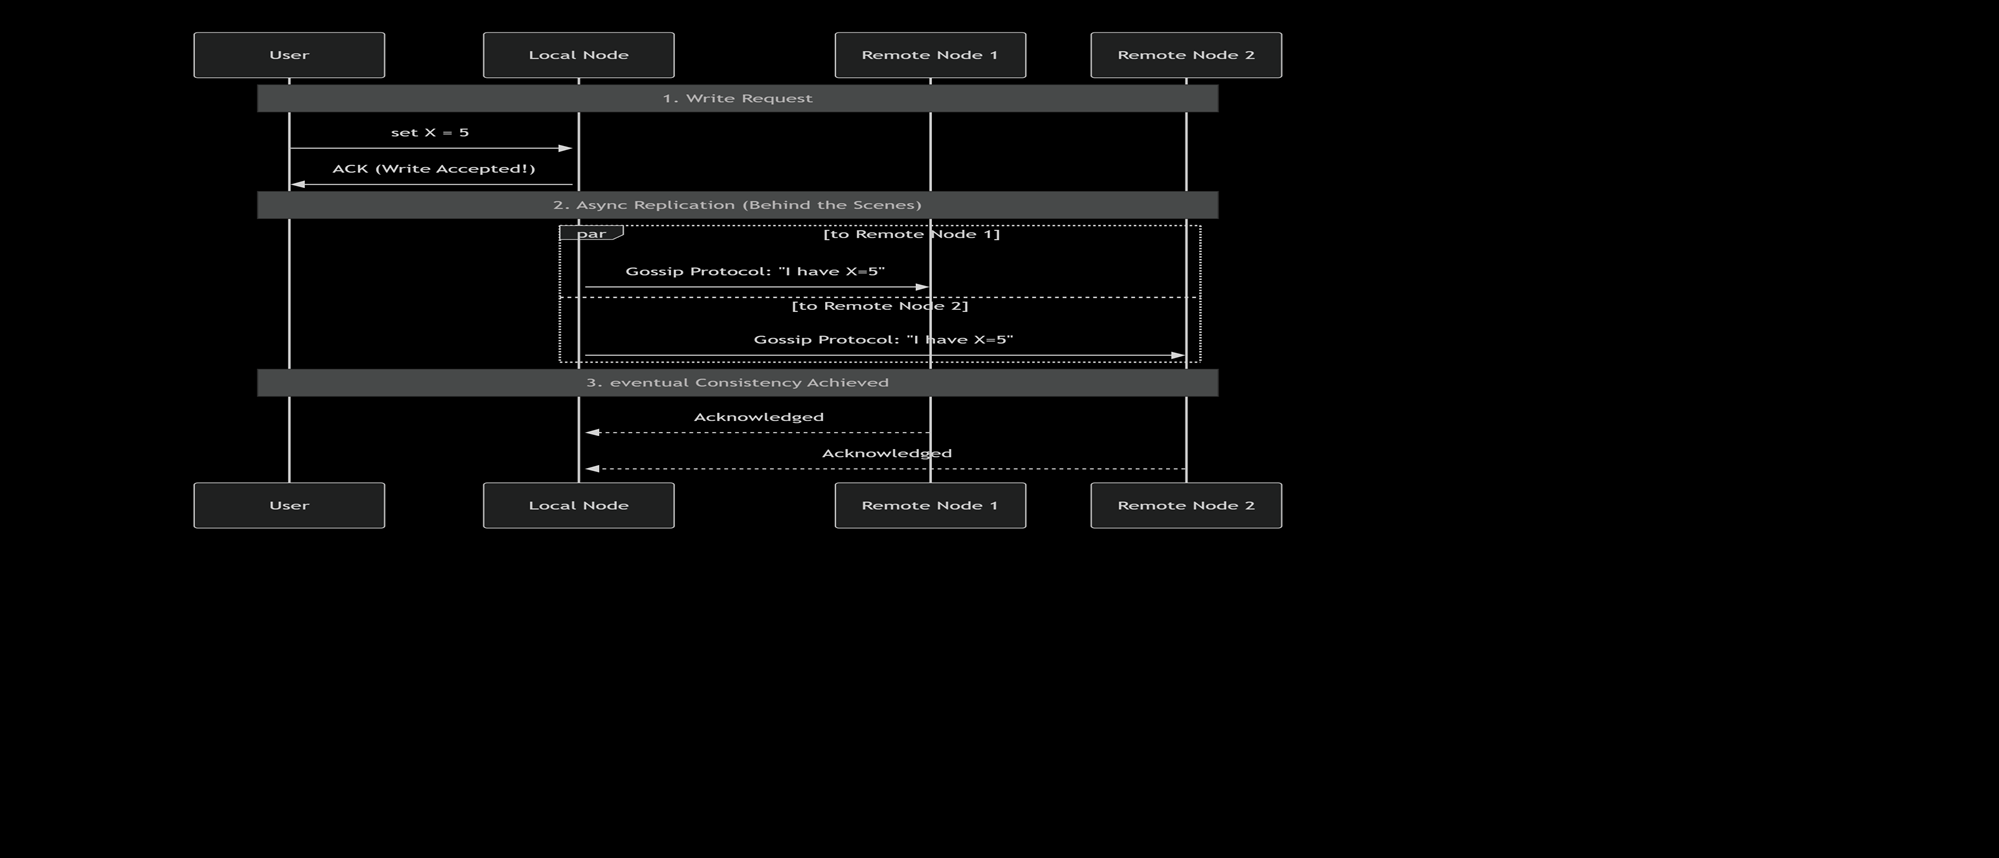 User
Local Node
Remote Node 1
Remote Node 2
1. Write Request
set X = 5
ACK (Write Accepted!)
2. Async Replication (Behind the Scenes)
par
[to Remote Node 1]
Gossip Protocol: "I have X=5"
[to Remote Node 2]
Gossip Protocol: "I have X=5"
3. eventual Consistency Achieved
Acknowledged
Acknowledged
User
Local Node
Remote Node 1
Remote Node 2